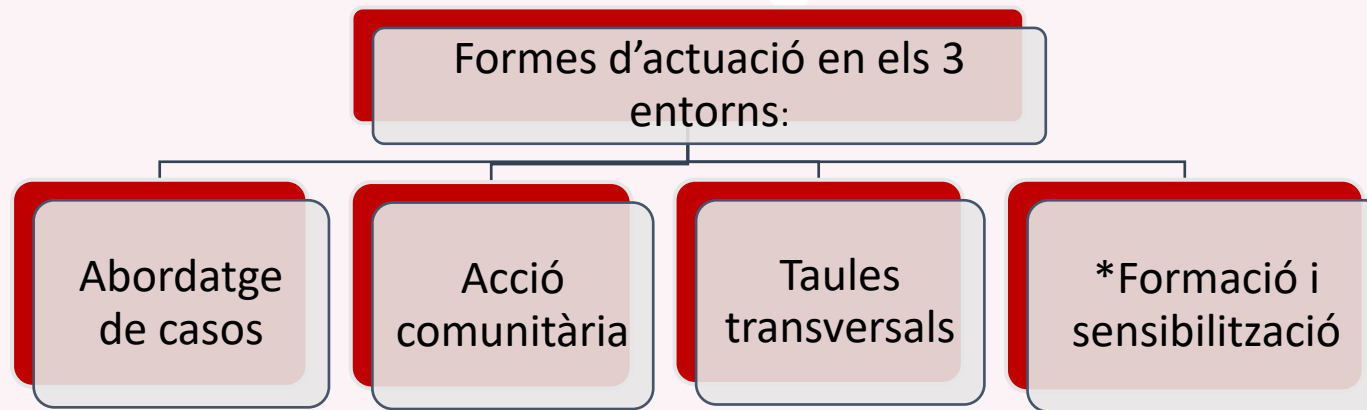 Formes d’actuació en els 3
entorns:
Abordatge
de casos
Acció
comunitària
Taules
transversals
*Formació i
sensibilització